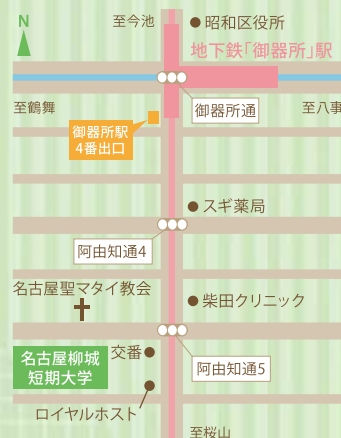 至今池
昭和区役所
N
地下鉄「御器所」駅
至鶴舞
御器所通
至八事
御器所駅
4番出口
スギ薬局
阿由知通4
名古屋聖マタイ教会
柴田クリニック
名古屋柳城
短期大学
交番
阿由知通5
ロイヤルホスト
至桜山